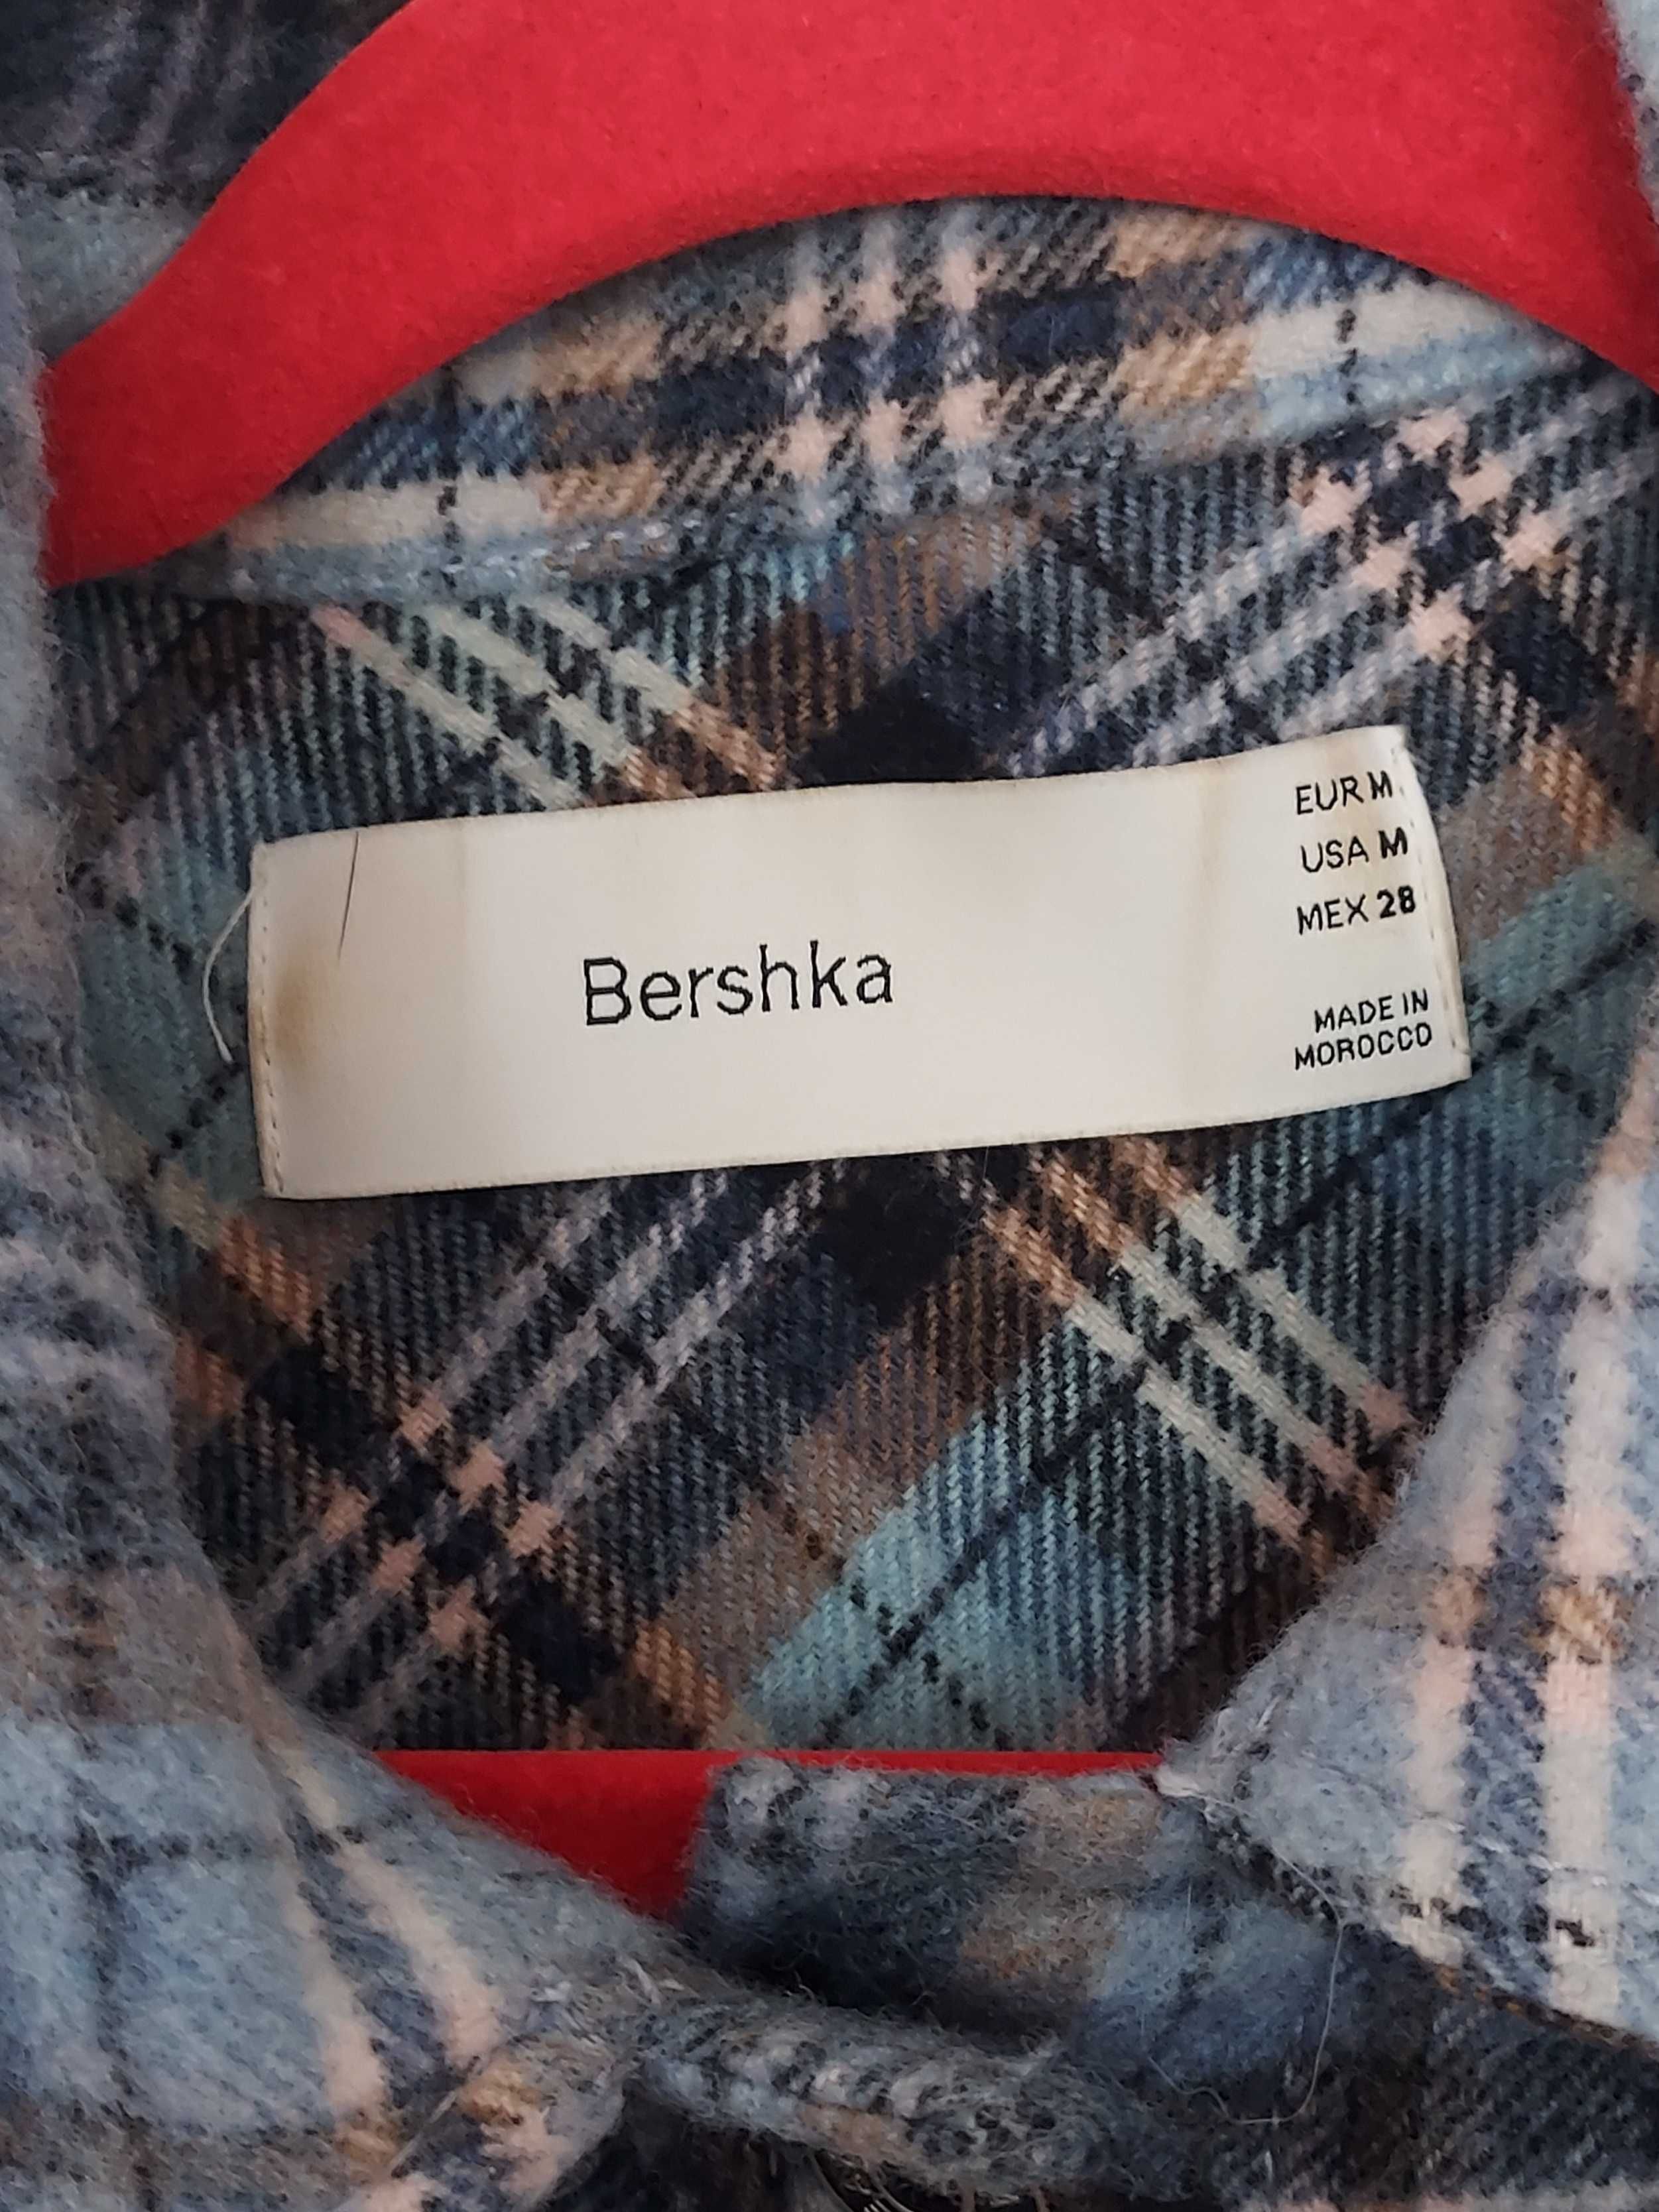 Bershka
EUR M
USA M
MEX 28
MADE IN
MOROCCO